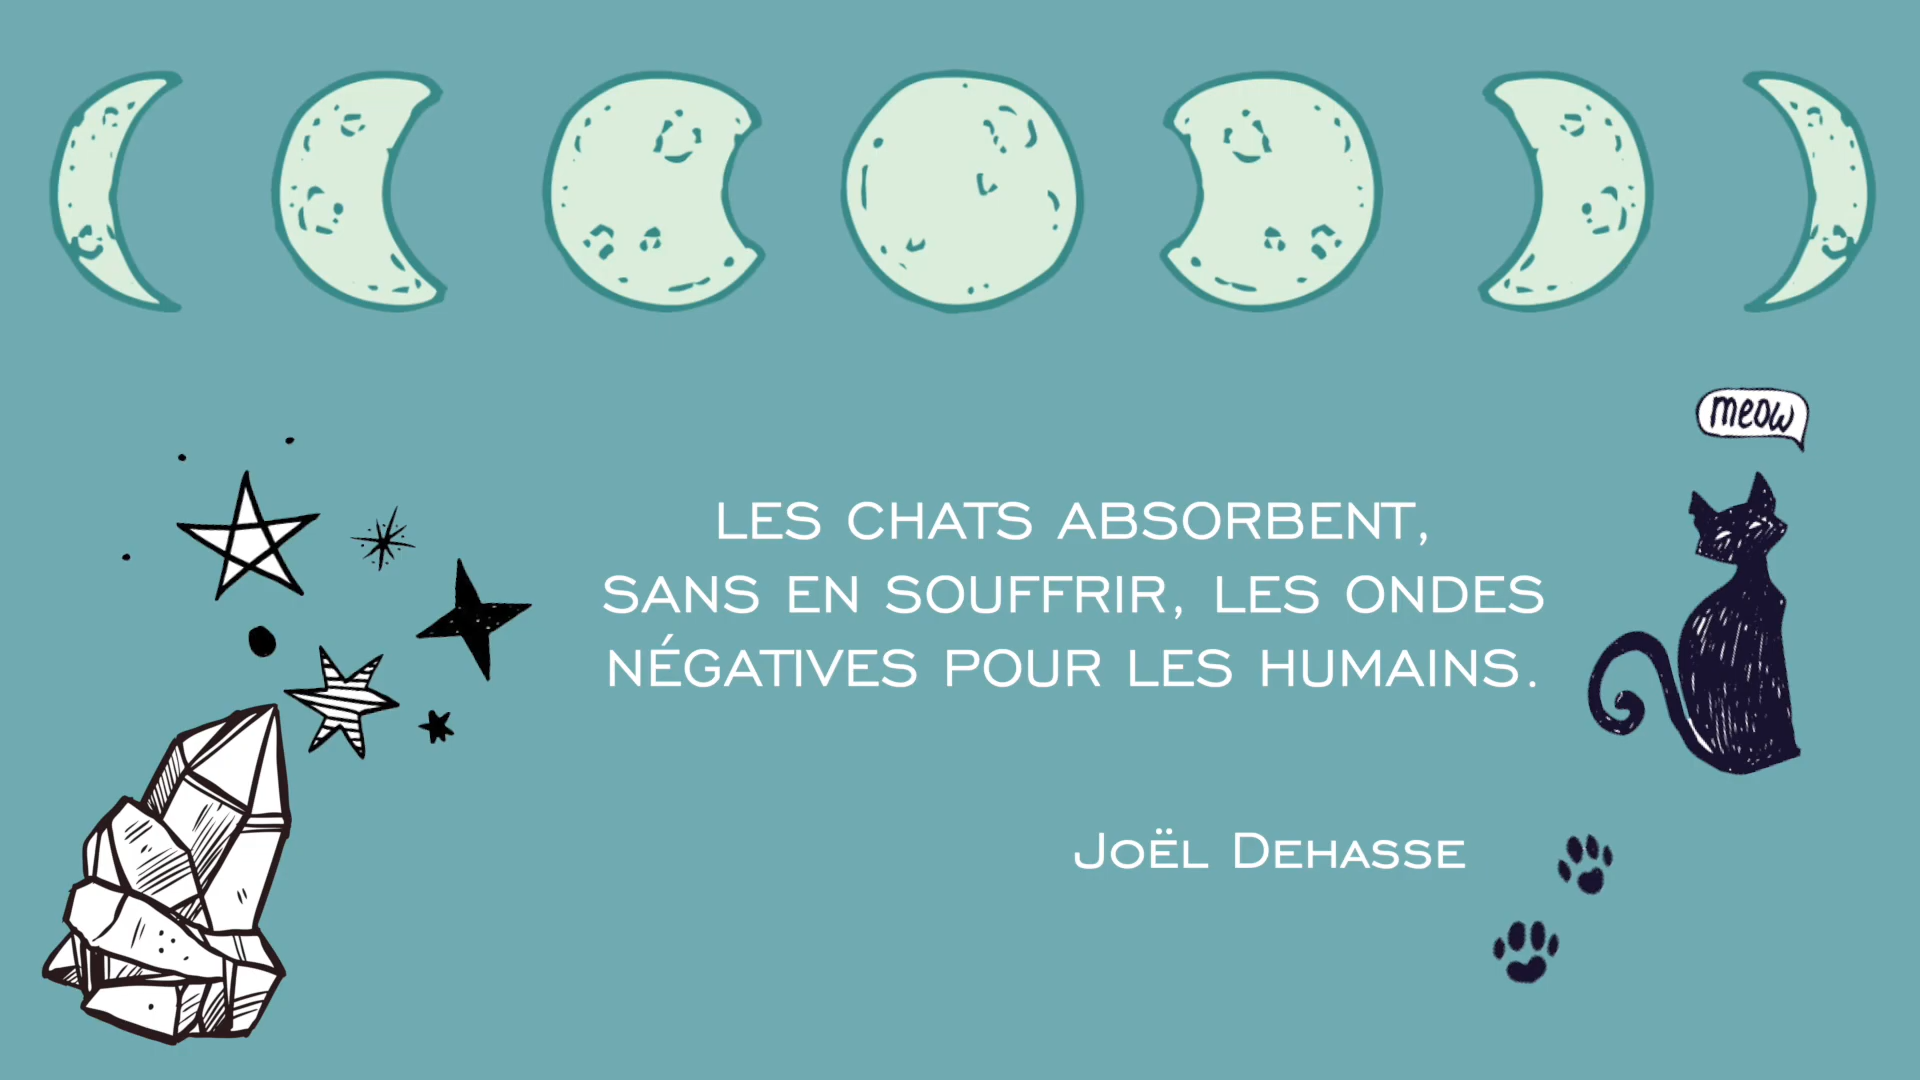 meow
LES CHATS ABSORBENT,
SANS EN SOUFFRIR, LES ONDES
NÉGATIVES POUR LES HUMAINS.
JOËL DEHASSE